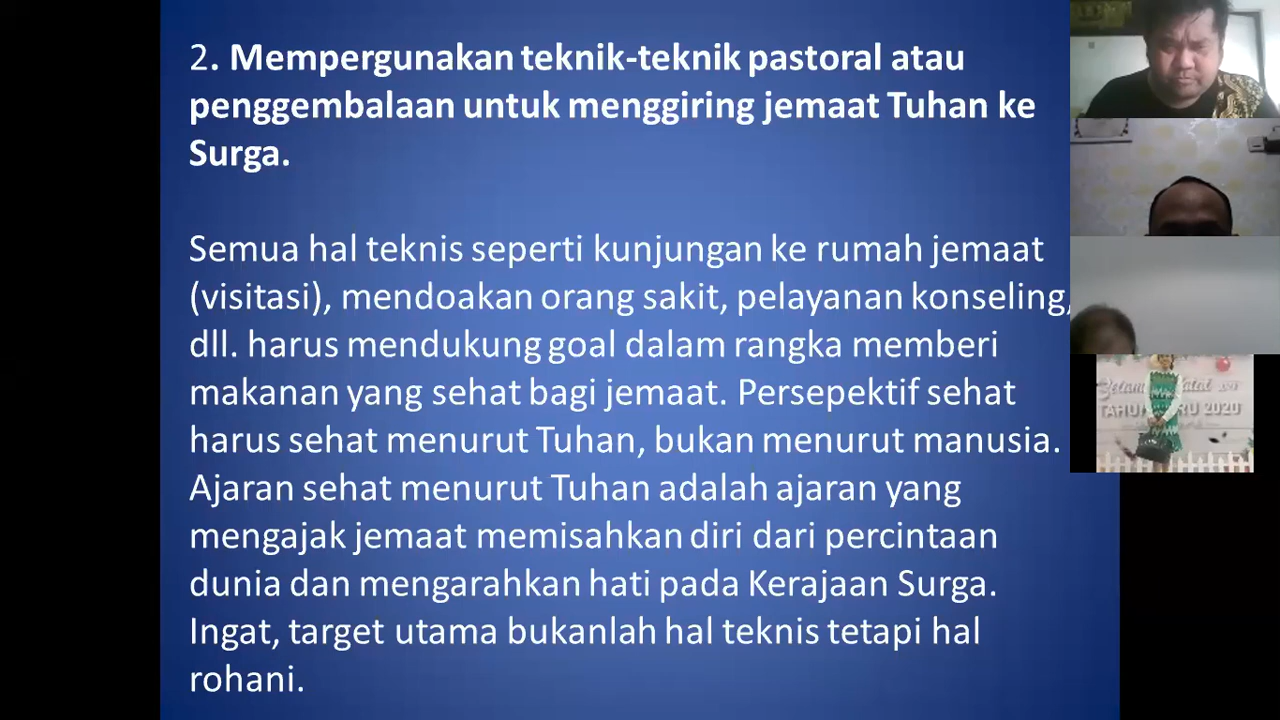 2. Mempergunakan teknik-teknik pastoral atau
penggembalaan untuk menggiring jemaat Tuhan ke
Surga.
Semua hal teknis seperti kunjungan ke rumah jemaat
(visitasi), mendoakan orang sakit, pelayanan konseling,
dll. harus mendukung goal dalam rangka memberi
makanan yang sehat bagi jemaat. Persepektif sehat
harus sehat menurut Tuhan, bukan menurut manusia.
Ajaran sehat menurut Tuhan adalah ajaran yang
mengajak jemaat memisahkan diri dari percintaan
dunia dan mengarahkan hati pada Kerajaan Surga.
Ingat, target utama bukanlah hal teknis tetapi hal
rohani.
2020